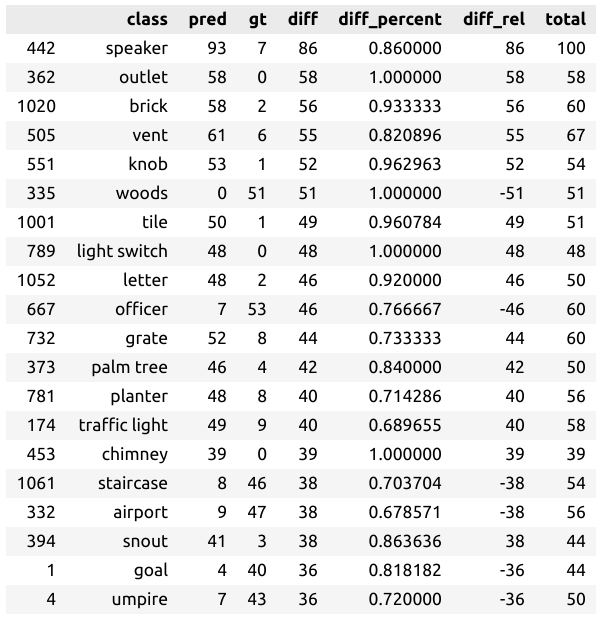 class pred gt diff diff_percent diff_rel total
442 speaker 93 7 86 0.860000 86 100
362 outlet 58 0 58 1.000000 58 58
1020 brick 58 2 56 0.933333 56 60
505 vent 61 6 55 0.820896 55 67
551 knob 53 1 52 0.962963 52 54
335 woods 0 51 51 1.000000 -51 51
1001 tile 50 1 49 0.960784 49 51
789 light switch 48 0 48 1.000000 48 48
1052 letter 48 2 46 0.920000 46 50
667 officer 7 53 46 0.766667 -46 60
732 grate 52 8 44 0.733333 44 60
373 palm tree 46 4 42 0.840000 42 50
781 planter 48 8 40 0.714286 40 56
174 traffic light 49 9 40 0.689655 40 58
453 chimney 39 0 39 1.000000 39 39
1061 staircase 8 46 38 0.703704 -38 54
332 airport 9 47 38 0.678571 -38 56
394 snout 41 3 38 0.863636 38 44
1 goal 4 40 36 0.818182 -36 44
4 umpire 7 43 36 0.720000 -36 50